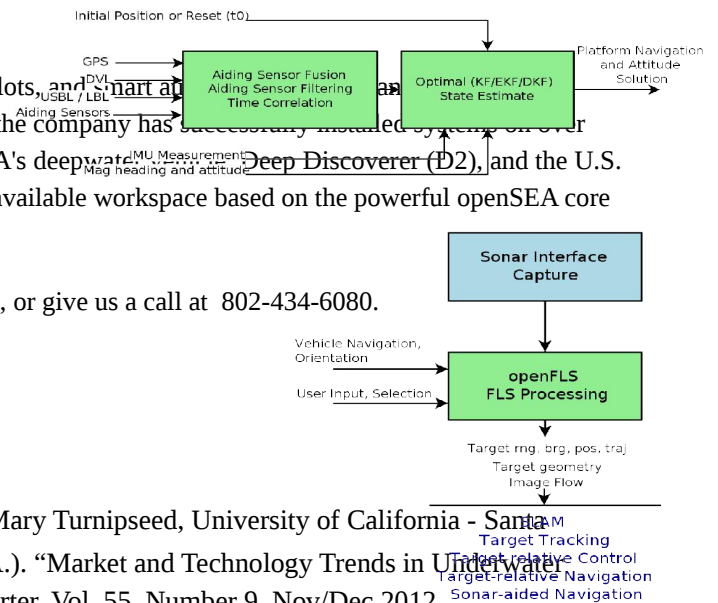 Initial Position or Reset (t0)
GPS
DVL
USBL / LBL
Aiding Sensors
Aiding Sensor Fusion
Aiding Sensor Filtering
Time Correlation
Optimal (KF/EKF/DKF)
State Estimate
Platform Navigation
and Attitude
Solution
IMU Measurement
Mag heading and attitude
lots, and smart
the company has successfully installed systems on over
A's deepwater Deep Discoverer (D2), and the U.S.
available workspace based on the powerful openSEA core
, or give us a call at 802-434-6080.
Sonar Interface
Capture
Vehicle Navigation,
Orientation
User Input, Selection
openFLS
FLS Processing
Target rng, brg, pos, traj
Target geometry
Image Flow
Mary Turnipseed, University of California - Santa
SLAM
Target Tracking
.). “Market and Technology Trends in Underwater
Target-relative Control
Target-relative Navigation
Sonar-aided Navigation
rter, Vol. 55, Number 9, Nov/Dec 2012